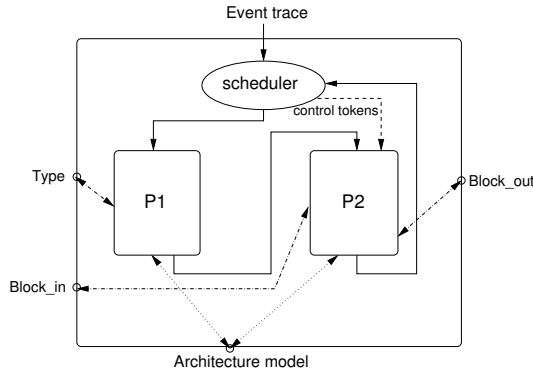 Event trace
scheduler
control tokens
Type
P1
P2
Block_out
Block_in
Architecture model